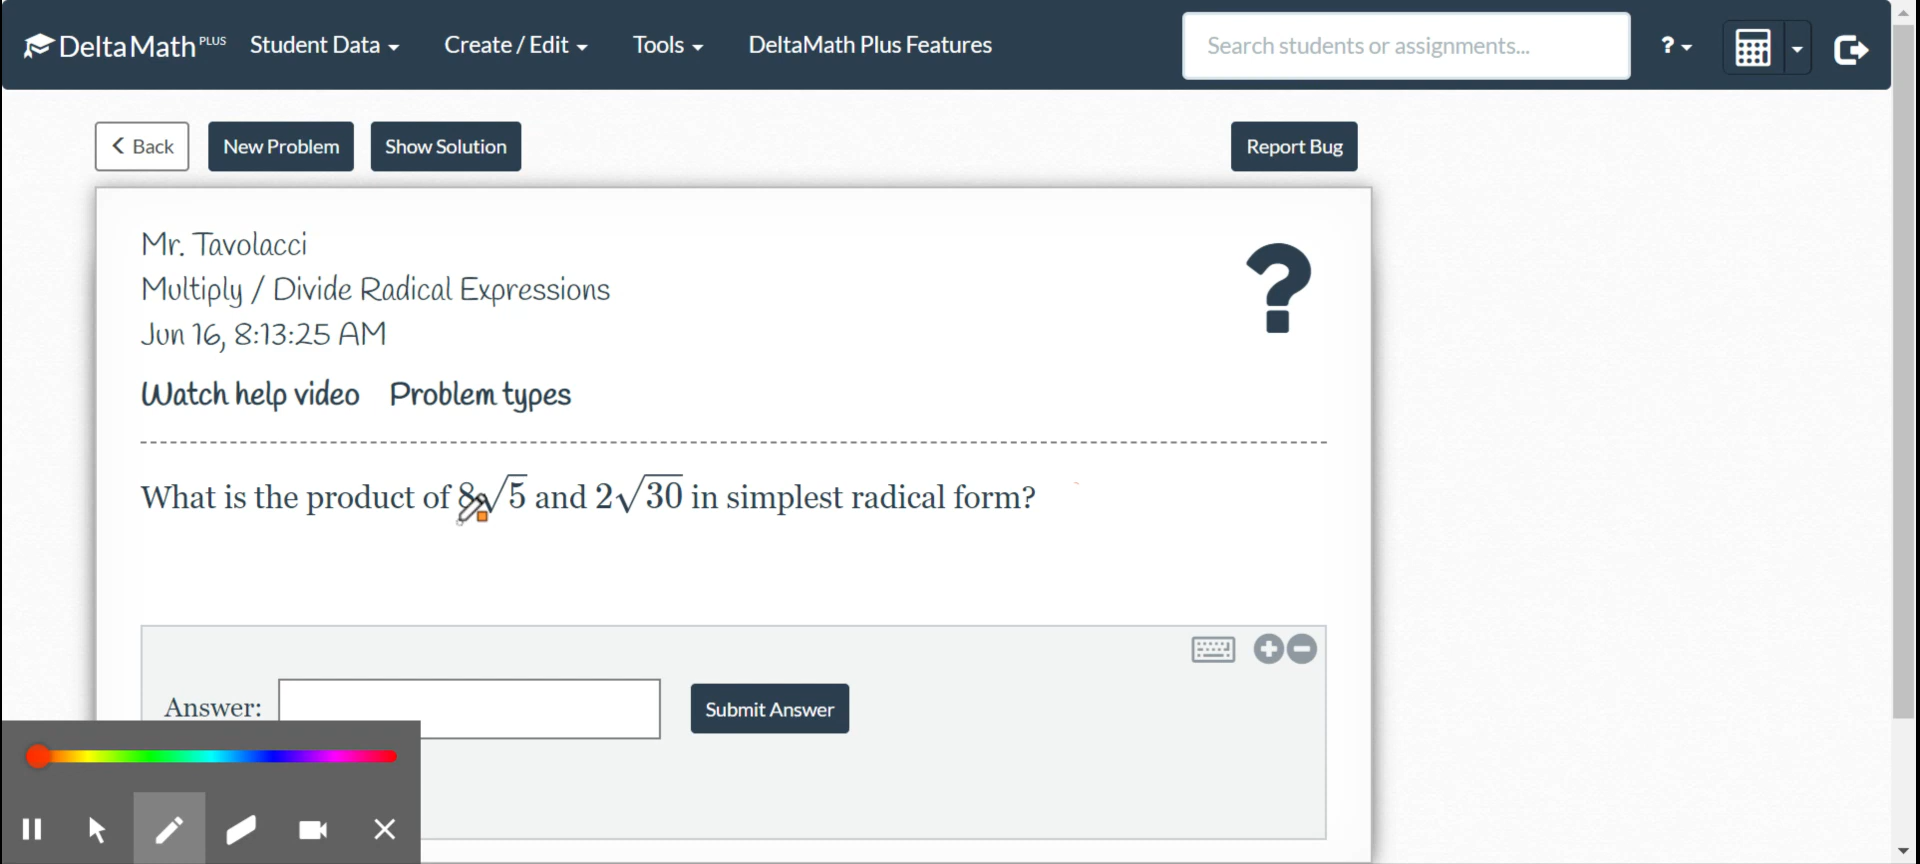 DeltaMath PLUS Student Data Create / Edit Tools DeltaMath Plus Features Search students or assignments... ?
Back New Problem Show Solution Report Bug
Mr. Tavolacci
Multiply / Divide Radical Expressions
Jun 16, 8:13:25 AM
?
Watch help video Problem types
What is the product of 8√5 and 2√30 in simplest radical form?
Answer: Submit Answer